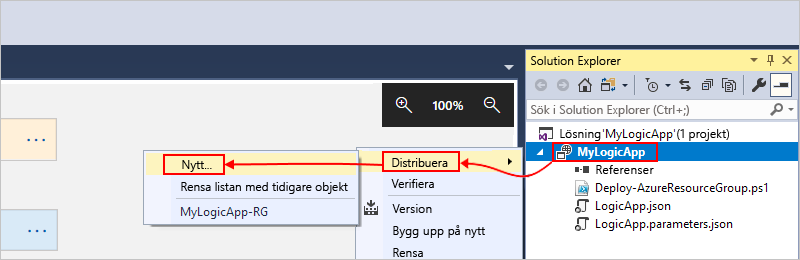 Solution Explorer
Sök i Solution Explorer (Ctrl+;)
Lösning'MyLogicApp'(1 projekt)
MyLogicApp
Referenser
Deploy-AzureResourceGroup.ps1
LogicApp.json
LogicApp.parameters.json
100%
Distribuera
Verifiera
Version
Bygg upp på nytt
Rensa
Nytt...
Rensa listan med tidigare objekt
MyLogicApp-RG